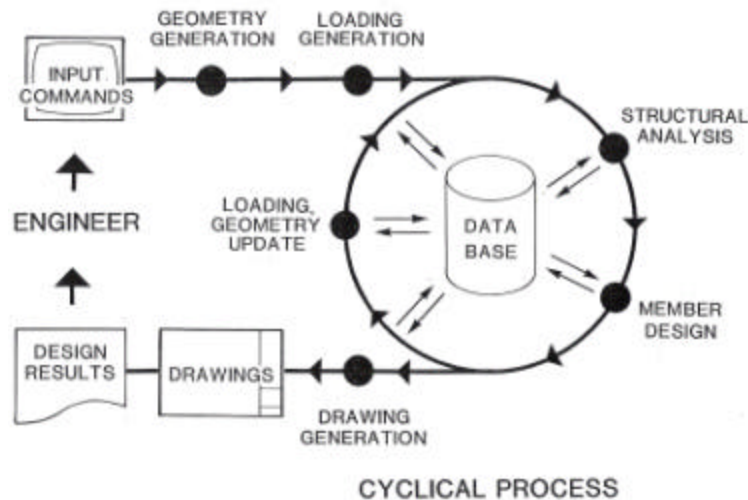 GEOMETRY
GENERATION
LOADING
GENERATION
INPUT
COMMANDS
STRUCTURAL
ANALYSIS
ENGINEER
LOADING,
GEOMETRY
UPDATE
DATA
BASE
MEMBER
DESIGN
DESIGN
RESULTS
DRAWINGS
DRAWING
GENERATION
CYCLICAL PROCESS